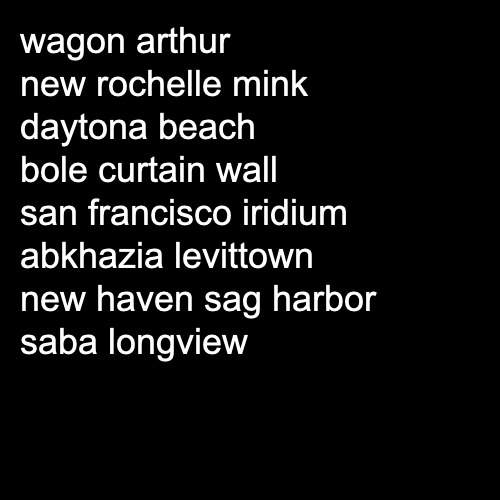 wagon arthur
new rochelle mink
daytona beach
bole curtain wall
san francisco iridium
abkhazia levittown
new haven sag harbor
saba longview